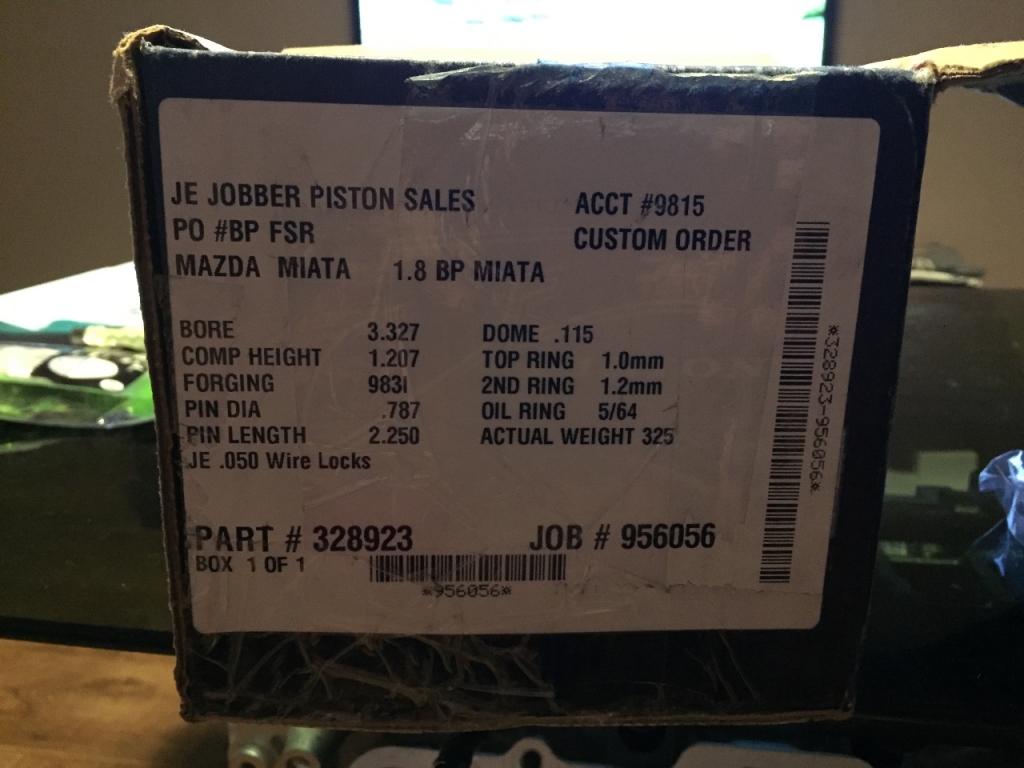 JE JOBBER PISTON SALES ACCT #9815
PO #BP FSR CUSTOM ORDER
MAZDA MIATA 1.8 BP MIATA
BORE 3.327 DOME .115
COMP HEIGHT 1.207 TOP RING 1.0mm
FORGING 9831 2ND RING 1.2mm
PIN DIA .787 OIL RING 5/64
PIN LENGTH 2.250 ACTUAL WEIGHT 325
JE .050 Wire Locks
PART # 328923 JOB # 956056
BOX 1 OF 1
*956056*
*328923-956056*